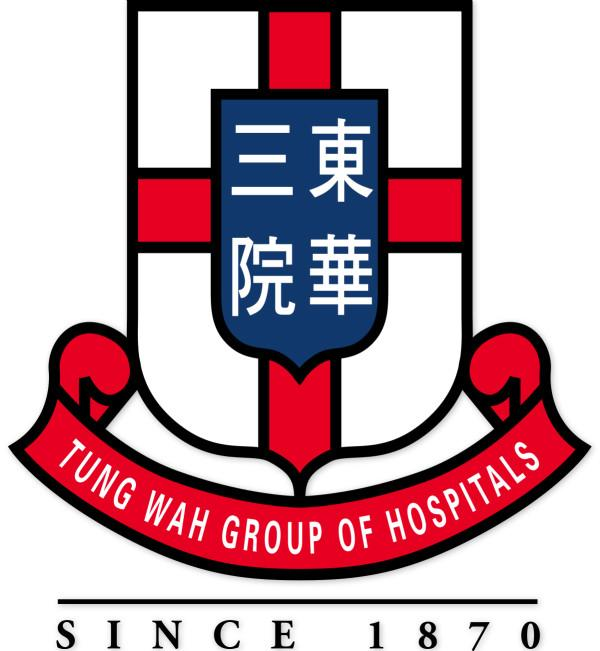 東華
三院
TUNG WAH GROUP OF HOSPITALS
SINCE 1870